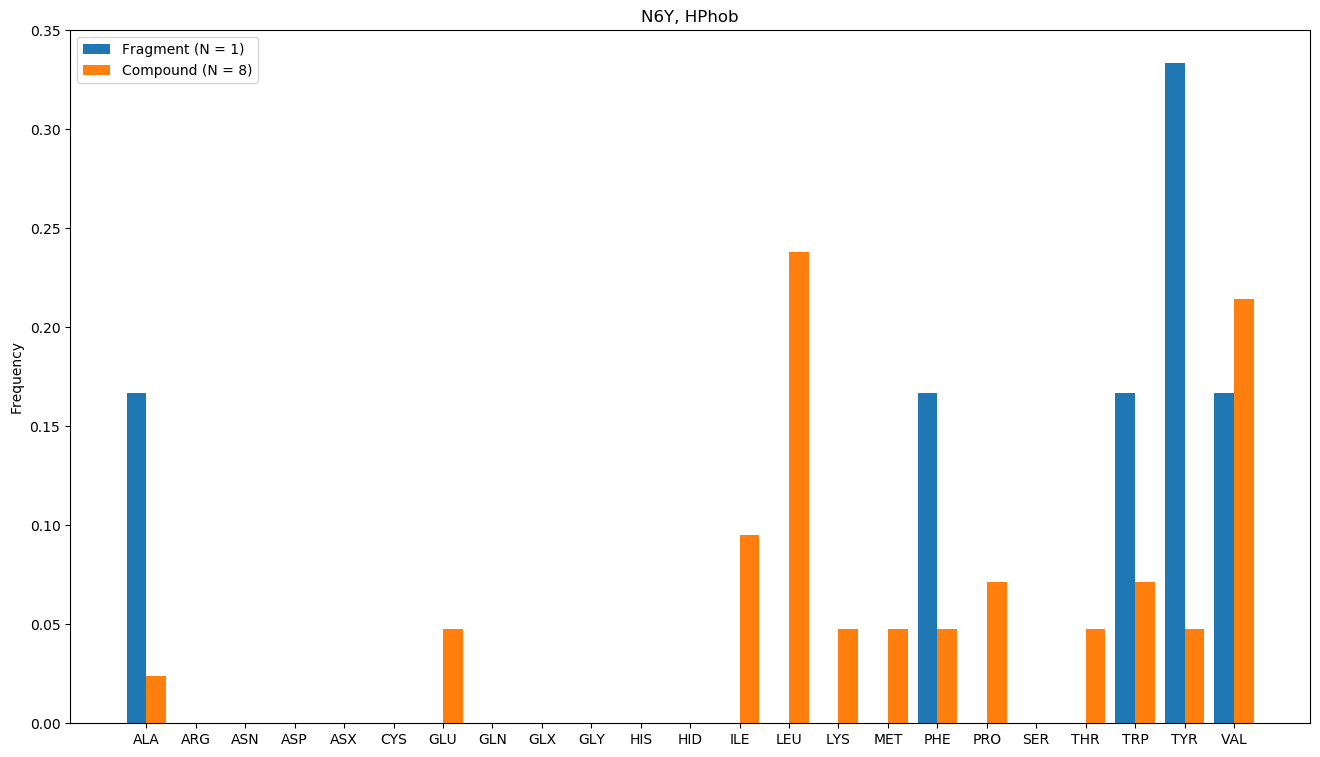 N6Y, HPhob
Fragment (N = 1)
Compound (N = 8)
Frequency
0.35
0.30
0.25
0.20
0.15
0.10
0.05
0.00
ALA ARG ASN ASP ASX CYS GLU GLN GLX GLY HIS HID ILE LEU LYS MET PHE PRO SER THR TRP TYR VAL